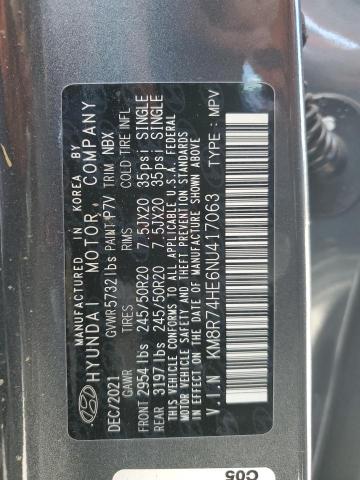 MANUFACTURED IN KOREA BY
HYUNDAI MOTOR COMPANY
DEC/2021 GVWR 5732 lbs PAINT P7V TRIM NBX
GAWR TIRES RIMS COLD TIRE INFL
FRONT 2954 lbs 245/50R20 7.5JX20 35psi SINGLE
REAR 3197 lbs 245/50R20 7.5JX20 35psi SINGLE
THIS VEHICLE CONFORMS TO ALL APPLICABLE U.S.A. FEDERAL
MOTOR VEHICLE SAFETY AND THEFT PREVENTION STANDARDS
IN EFFECT ON THE DATE OF MANUFACTURE SHOWN ABOVE
V.I.N KM8R74HE6NU417063 TYPE : MPV
C05